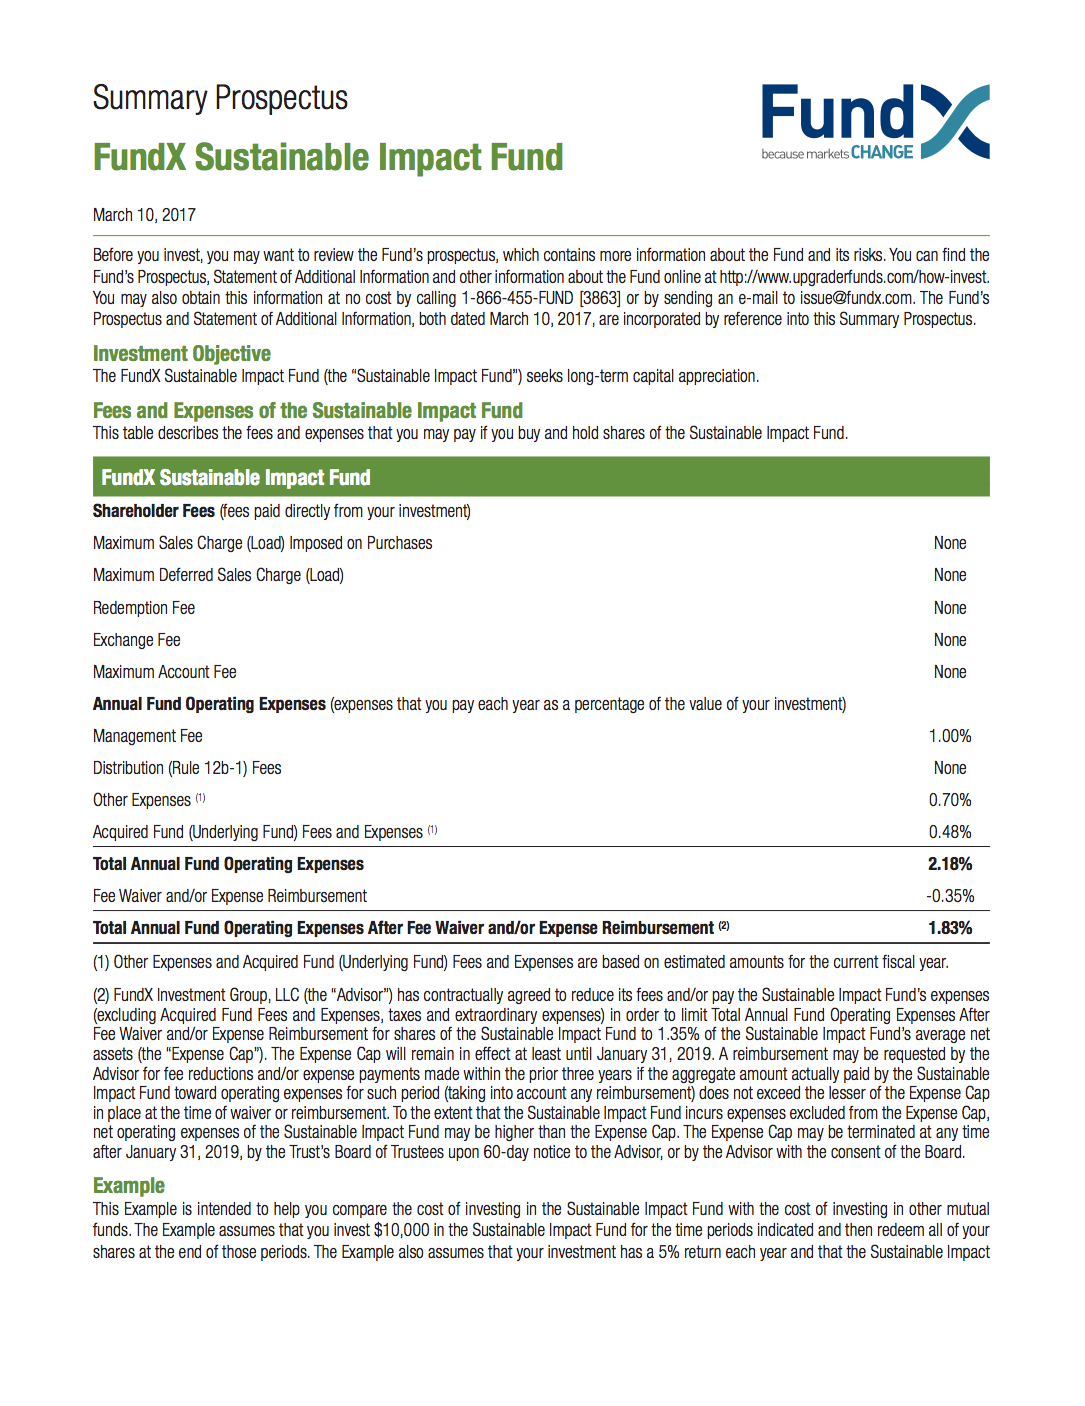 Summary Prospectus
FundX Sustainable Impact Fund
FundX
because markets CHANGE
March 10, 2017
Before you invest, you may want to review the Fund's prospectus, which contains more information about the Fund and its risks. You can find the
Fund's Prospectus, Statement of Additional Information and other information about the Fund online at http://www.upgraderfunds.com/how-invest.
You may also obtain this information at no cost by calling 1-866-455-FUND [3863] or by sending an e-mail to issue@fundx.com. The Fund's
Prospectus and Statement of Additional Information, both dated March 10, 2017, are incorporated by reference into this Summary Prospectus.
Investment Objective
The FundX Sustainable Impact Fund (the “Sustainable Impact Fund”) seeks long-term capital appreciation.
Fees and Expenses of the Sustainable Impact Fund
This table describes the fees and expenses that you may pay if you buy and hold shares of the Sustainable Impact Fund.
FundX Sustainable Impact Fund
Shareholder Fees (fees paid directly from your investment)
Maximum Sales Charge (Load) Imposed on Purchases None
Maximum Deferred Sales Charge (Load) None
Redemption Fee None
Exchange Fee None
Maximum Account Fee None
Annual Fund Operating Expenses (expenses that you pay each year as a percentage of the value of your investment)
Management Fee 1.00%
Distribution (Rule 12b-1) Fees None
Other Expenses (1) 0.70%
Acquired Fund (Underlying Fund) Fees and Expenses (1) 0.48%
Total Annual Fund Operating Expenses 2.18%
Fee Waiver and/or Expense Reimbursement -0.35%
Total Annual Fund Operating Expenses After Fee Waiver and/or Expense Reimbursement (2) 1.83%
(1) Other Expenses and Acquired Fund (Underlying Fund) Fees and Expenses are based on estimated amounts for the current fiscal year.
(2) FundX Investment Group, LLC (the “Advisor”) has contractually agreed to reduce its fees and/or pay the Sustainable Impact Fund's expenses
(excluding Acquired Fund Fees and Expenses, taxes and extraordinary expenses) in order to limit Total Annual Fund Operating Expenses After
Fee Waiver and/or Expense Reimbursement for shares of the Sustainable Impact Fund to 1.35% of the Sustainable Impact Fund's average net
assets (the “Expense Cap”). The Expense Cap will remain in effect at least until January 31, 2019. A reimbursement may be requested by the
Advisor for fee reductions and/or expense payments made within the prior three years if the aggregate amount actually paid by the Sustainable
Impact Fund toward operating expenses for such period (taking into account any reimbursement) does not exceed the lesser of the Expense Cap
in place at the time of waiver or reimbursement. To the extent that the Sustainable Impact Fund incurs expenses excluded from the Expense Cap,
net operating expenses of the Sustainable Impact Fund may be higher than the Expense Cap. The Expense Cap may be terminated at any time
after January 31, 2019, by the Trust's Board of Trustees upon 60-day notice to the Advisor, or by the Advisor with the consent of the Board.
Example
This Example is intended to help you compare the cost of investing in the Sustainable Impact Fund with the cost of investing in other mutual
funds. The Example assumes that you invest $10,000 in the Sustainable Impact Fund for the time periods indicated and then redeem all of your
shares at the end of those periods. The Example also assumes that your investment has a 5% return each year and that the Sustainable Impact